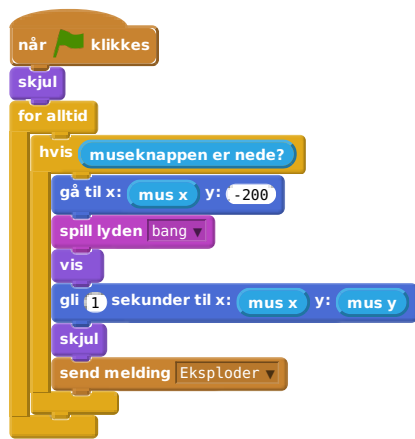 når klikkes
skjul
for alltid
hvis museknappen er nede?
gå til x: mus x y: -200
spill lyden bang
vis
gli 1 sekunder til x: mus x y: mus y
skjul
send melding Eksploder